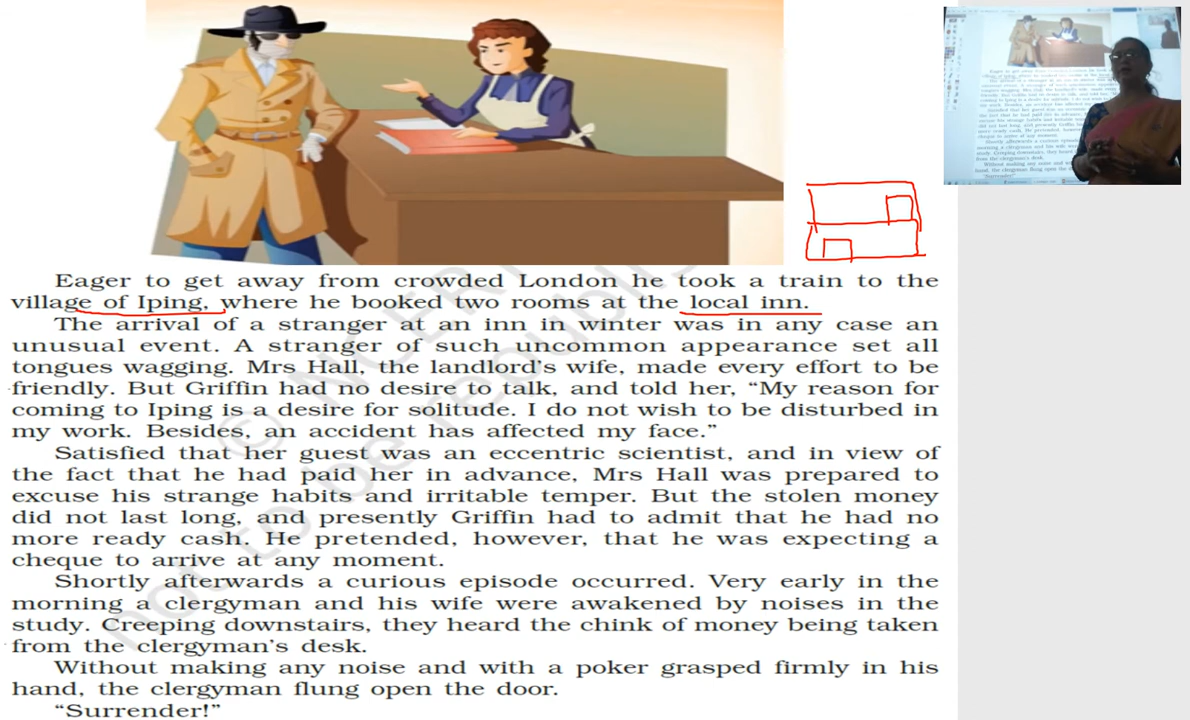 Eager to get away from crowded London he took a train to the
village of Iping, where he booked two rooms at the local inn.
The arrival of a stranger at an inn in winter was in any case an
unusual event. A stranger of such uncommon appearance set all
tongues wagging. Mrs Hall, the landlord’s wife, made every effort to be
friendly. But Griffin had no desire to talk, and told her, “My reason for
coming to Iping is a desire for solitude. I do not wish to be disturbed in
my work. Besides, an accident has affected my face.”
Satisfied that her guest was an eccentric scientist, and in view of
the fact that he had paid her in advance, Mrs Hall was prepared to
excuse his strange habits and irritable temper. But the stolen money
did not last long, and presently Griffin had to admit that he had no
more ready cash. He pretended, however, that he was expecting a
cheque to arrive at any moment.
Shortly afterwards a curious episode occurred. Very early in the
morning a clergyman and his wife were awakened by noises in the
study. Creeping downstairs, they heard the chink of money being taken
from the clergyman’s desk.
Without making any noise and with a poker grasped firmly in his
hand, the clergyman flung open the door.
“Surrender!”
© NCERT
not to be republished